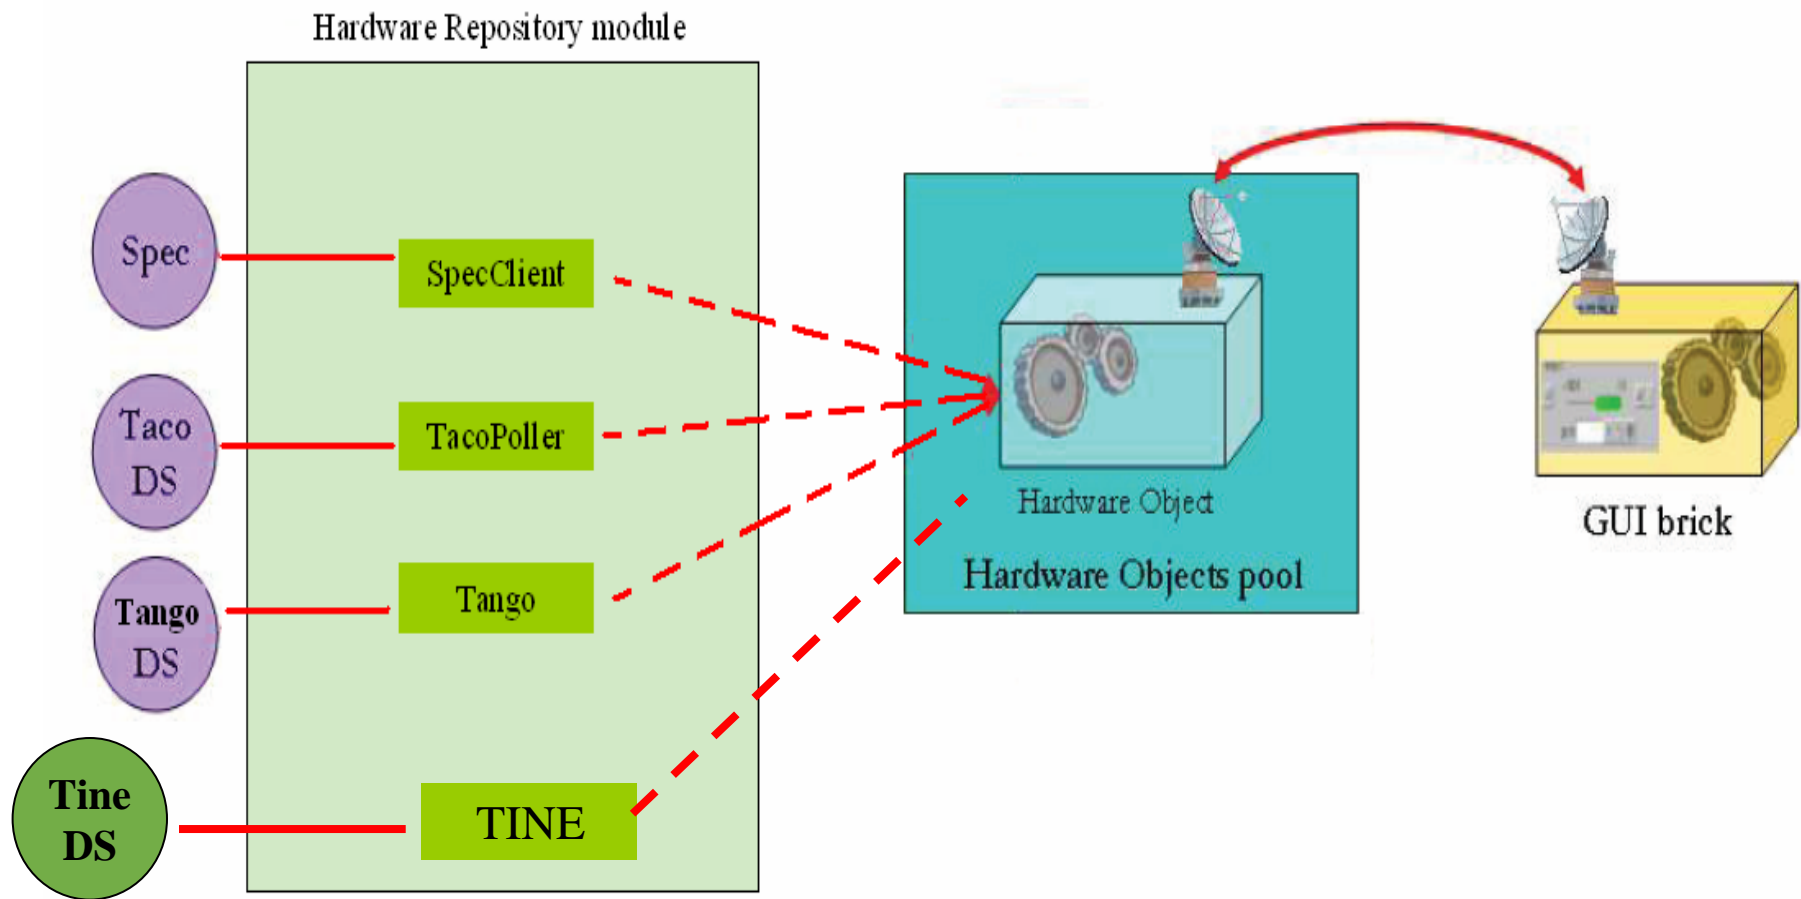 Hardware Repository module
Spec
SpecClient
Taco
DS
TacoPoller
Tango
DS
Tango
Tine
DS
TINE
Hardware Object
Hardware Objects pool
GUI brick